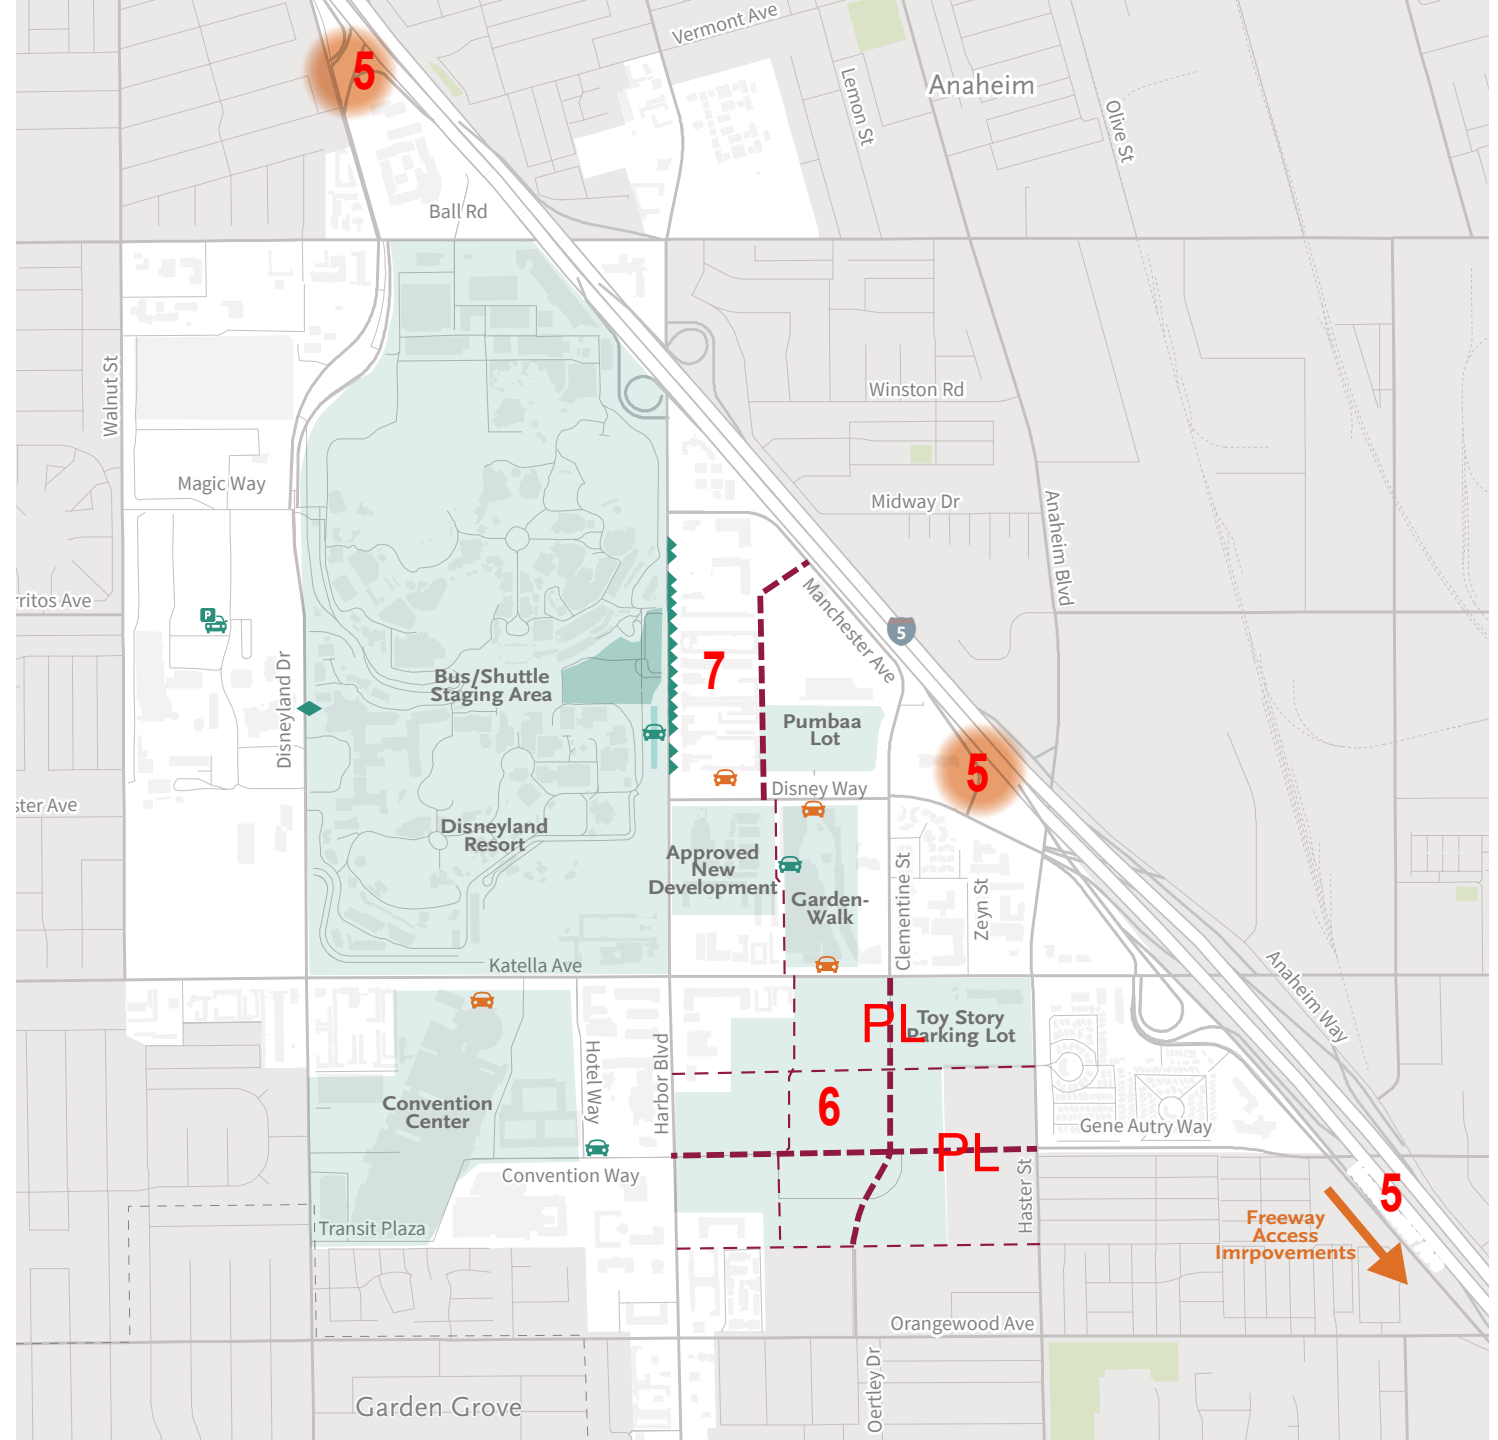 Vermont Ave
5
Anaheim
Lemon St
Olive St
Ball Rd
Walnut St
Winston Rd
Magic Way
Midway Dr
Anaheim Blvd
rritos Ave
P
Manchester Ave
5
7
Bus/Shuttle
Staging Area
Disneyland Dr
Pumbaa
Lot
5
Disney Way
ster Ave
Disneyland
Resort
Approved
New
Development
Garden-
Walk
Clementine St
Zeyn St
Katella Ave
Anaheim Way
PL
Toy Story
Parking Lot
Hotel Way
Harbor Blvd
Convention
Center
6
Gene Autry Way
PL
Convention Way
Haster St
5
Transit Plaza
Freeway
Access
Imrpovements
Orangewood Ave
Oertley Dr
Garden Grove